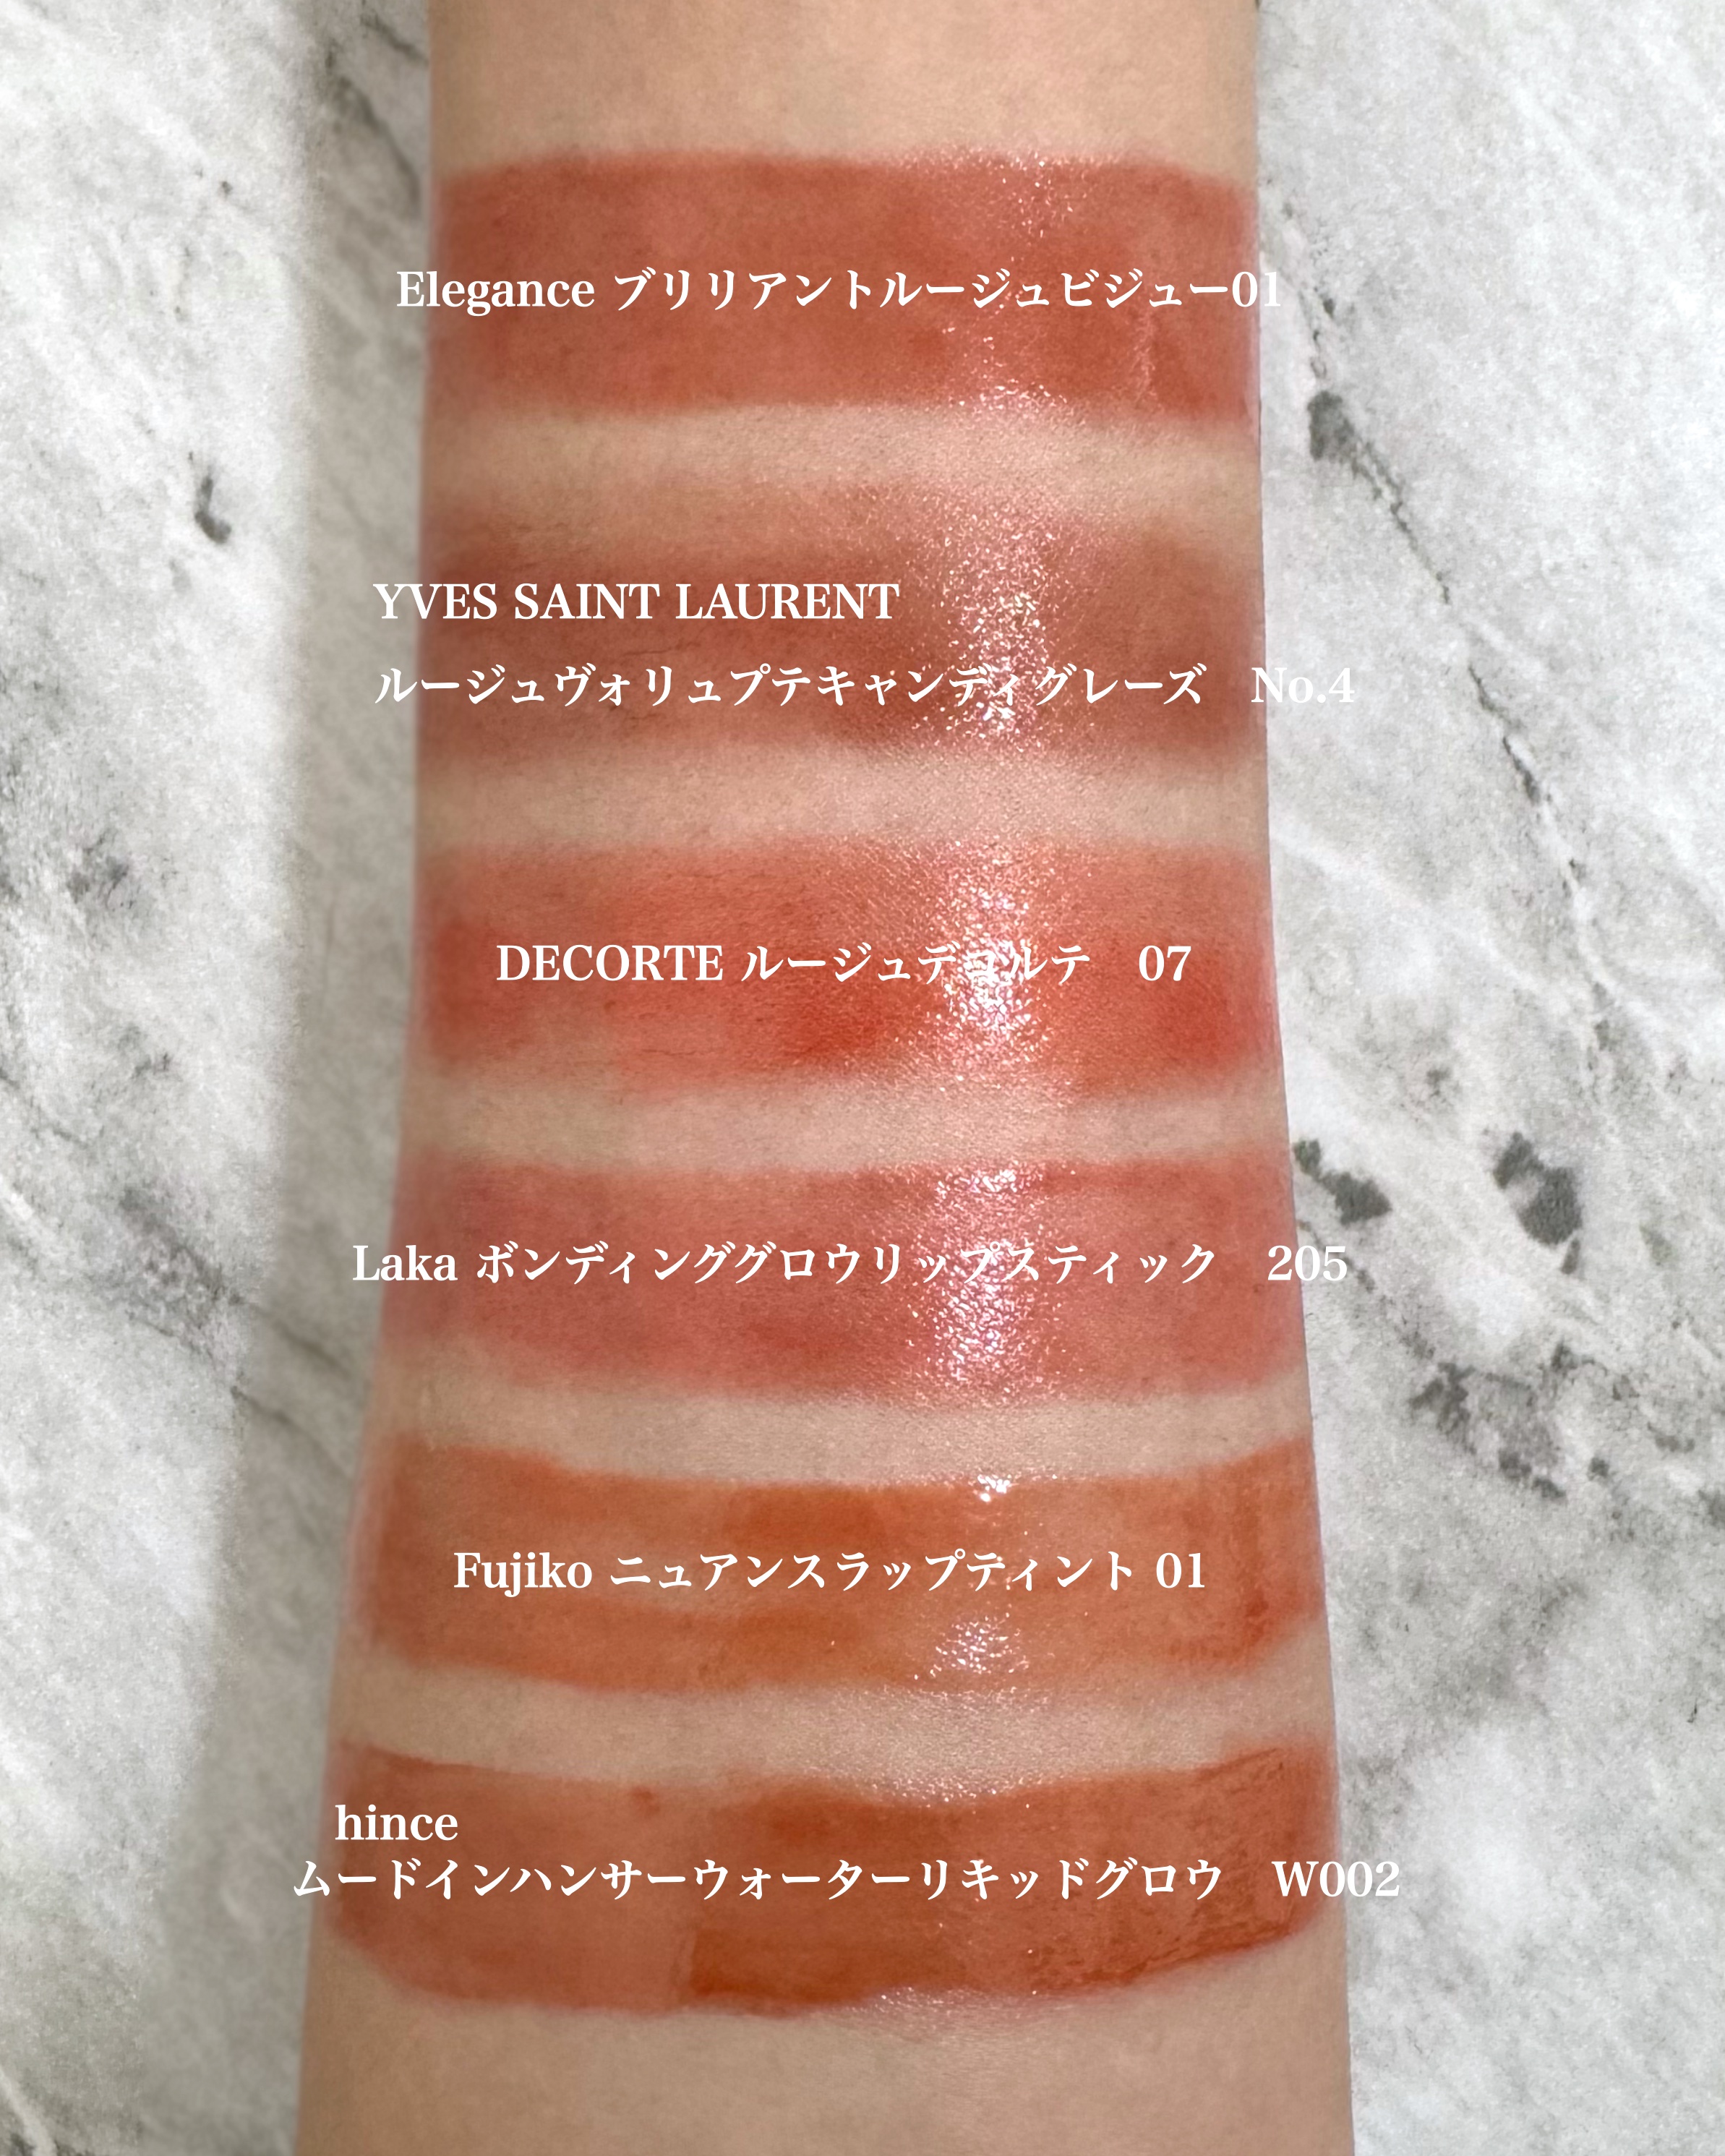 Elegance ブリリアントルージュビジュー01
YVES SAINT LAURENT
ルージュヴォリュプテキャンディグレーズ　No.4
DECORTE ルージュデコルテ　07
Laka ボンディンググロウリップスティック　205
Fujiko ニュアンスラップティント 01
hince
ムードインハンサーウォーターリキッドグロウ　W002